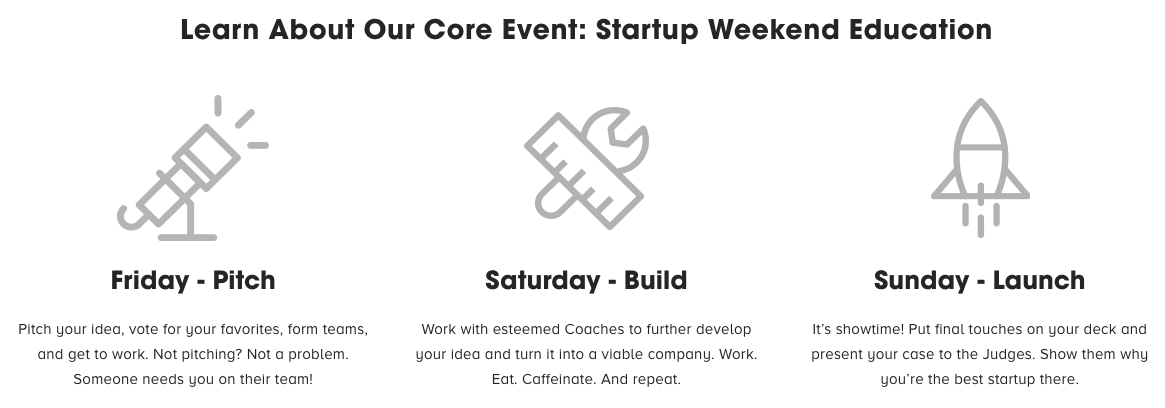 Learn About Our Core Event: Startup Weekend Education
Friday - Pitch
Pitch your idea, vote for your favorites, form teams,
and get to work. Not pitching? Not a problem.
Someone needs you on their team!
Saturday - Build
Work with esteemed Coaches to further develop
your idea and turn it into a viable company. Work.
Eat. Caffeinate. And repeat.
Sunday - Launch
It’s showtime! Put final touches on your deck and
present your case to the Judges. Show them why
you’re the best startup there.